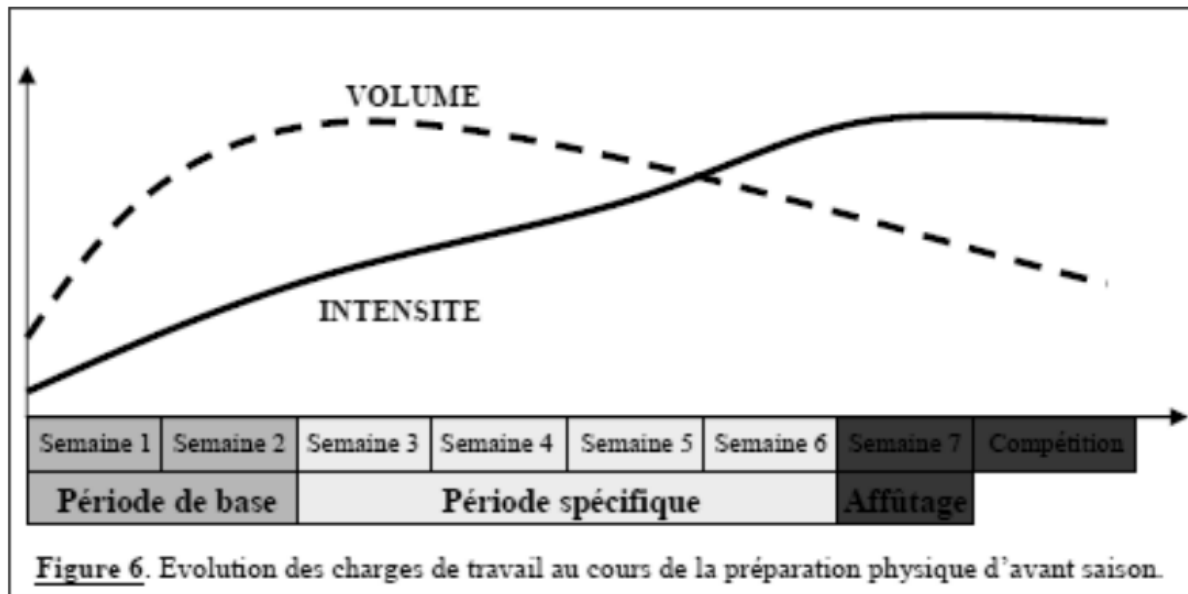 VOLUME
INTENSITE
Semaine 1 Semaine 2 Semaine 3 Semaine 4 Semaine 5 Semaine 6 Semaine 7 Compétition
Période de base Période spécifique Affûtage
Figure 6. Evolution des charges de travail au cours de la préparation physique d’avant saison.